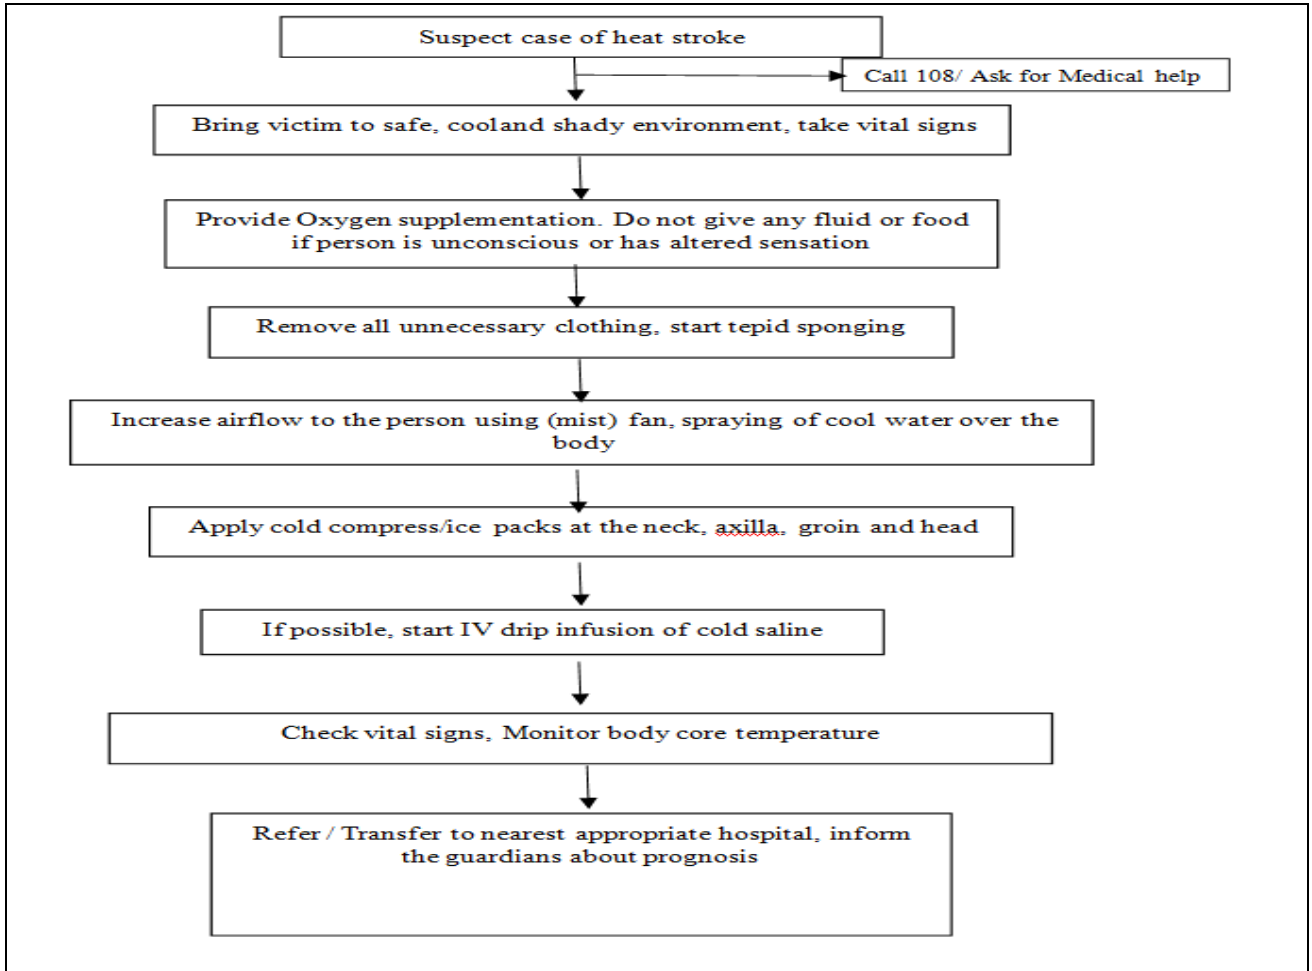 Suspect case of heat stroke
Call 108/ Ask for Medical help
Bring victim to safe, cooland shady environment, take vital signs
Provide Oxygen supplementation. Do not give any fluid or food
if person is unconscious or has altered sensation
Remove all unnecessary clothing, start tepid sponging
Increase airflow to the person using (mist) fan, spraying of cool water over the
body
Apply cold compress/ice packs at the neck, axilla, groin and head
If possible, start IV drip infusion of cold saline
Check vital signs, Monitor body core temperature
Refer / Transfer to nearest appropriate hospital, inform
the guardians about prognosis